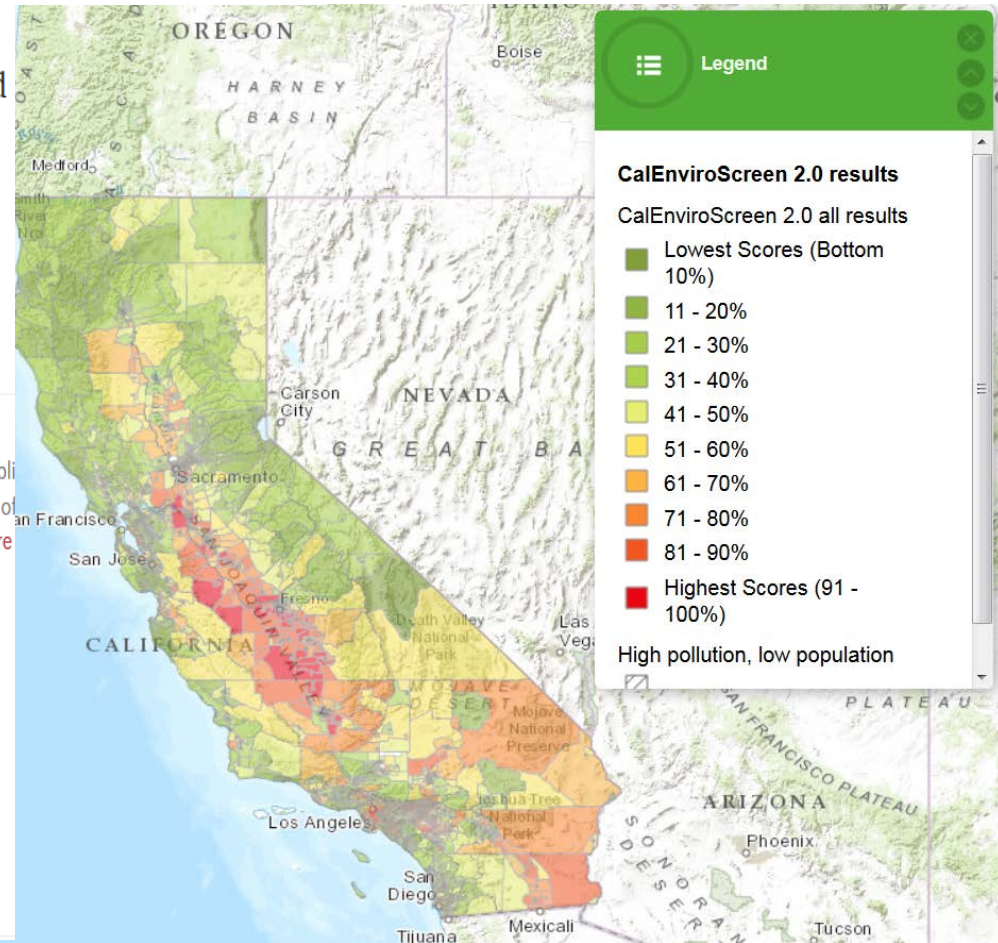 OREGON
Boise
HARNEY
BASIN
Medford
Smith
River
Nra
Carson
City
NEVADA
GREAT BA
Sacramento
an Francisco
San Jose
SAN JOAQUIN VALLEY
Fresno
CALIFORNIA
Death Valley
National
Park
Las
Vega
MOJAVE
DESERT
Mojave
National
Preserve
Joshua Tree
National
Park
Los Angeles
San
Diego
Tijuana
Mexicali
SAN FRANCISCO PLATEAU
PLATEAU
ARIZONA
Phoenix
SONORAN
DESERT
Tucson
Legend
CalEnviroScreen 2.0 results
CalEnviroScreen 2.0 all results
Lowest Scores (Bottom
10%)
11 - 20%
21 - 30%
31 - 40%
41 - 50%
51 - 60%
61 - 70%
71 - 80%
81 - 90%
Highest Scores (91 -
100%)
High pollution, low population